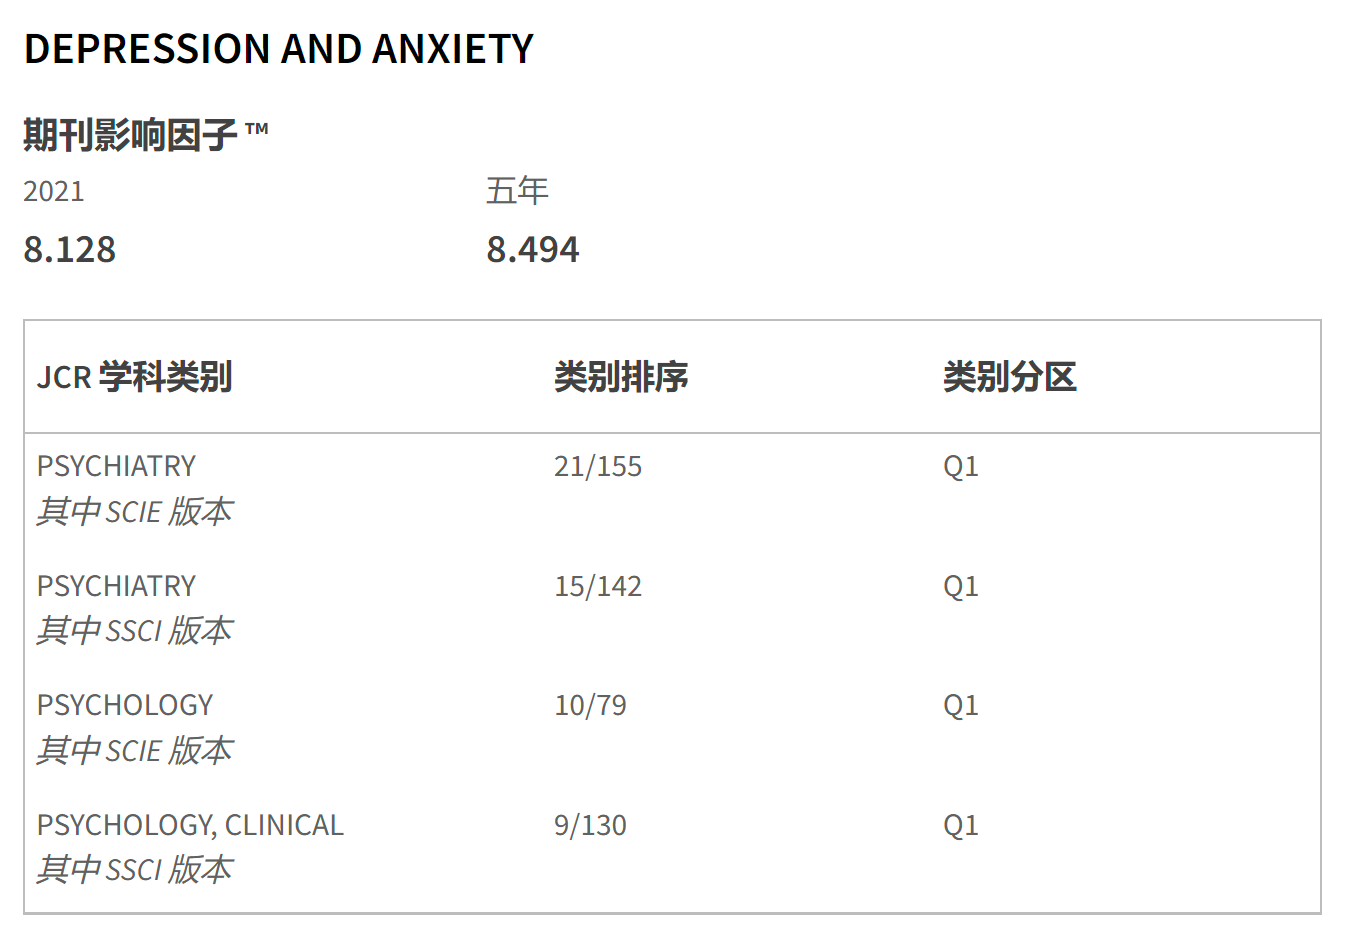 DEPRESSION AND ANXIETY
期刊影响因子 ™
2021 五年
8.128 8.494
JCR 学科类别 类别排序 类别分区
PSYCHIATRY 21/155 Q1
其中 SCIE 版本
PSYCHIATRY 15/142 Q1
其中 SSCI 版本
PSYCHOLOGY 10/79 Q1
其中 SCIE 版本
PSYCHOLOGY, CLINICAL 9/130 Q1
其中 SSCI 版本